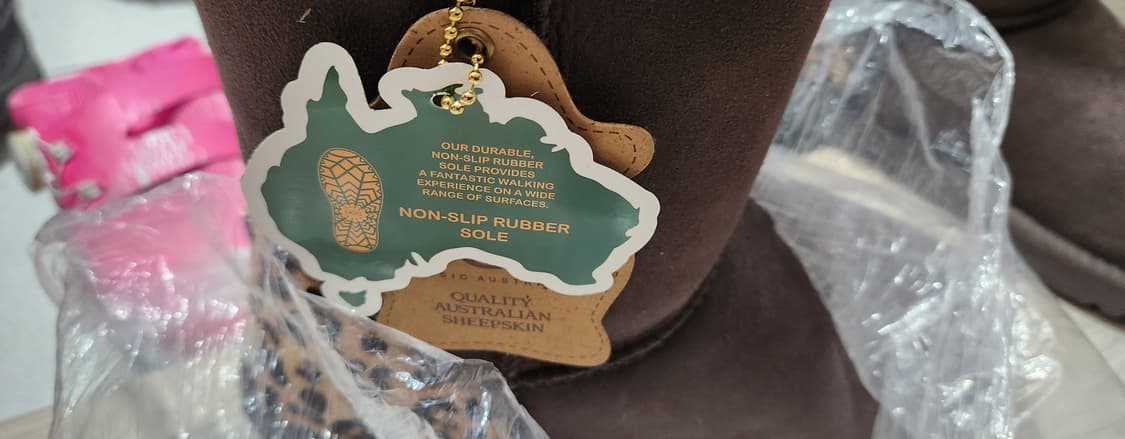 OUR DURABLE,
NON-SLIP RUBBER
SOLE PROVIDES
A FANTASTIC WALKING
EXPERIENCE ON A WIDE
RANGE OF SURFACES.
NON-SLIP RUBBER
SOLE
QUALITY
AUSTRALIAN
SHEEPSKIN